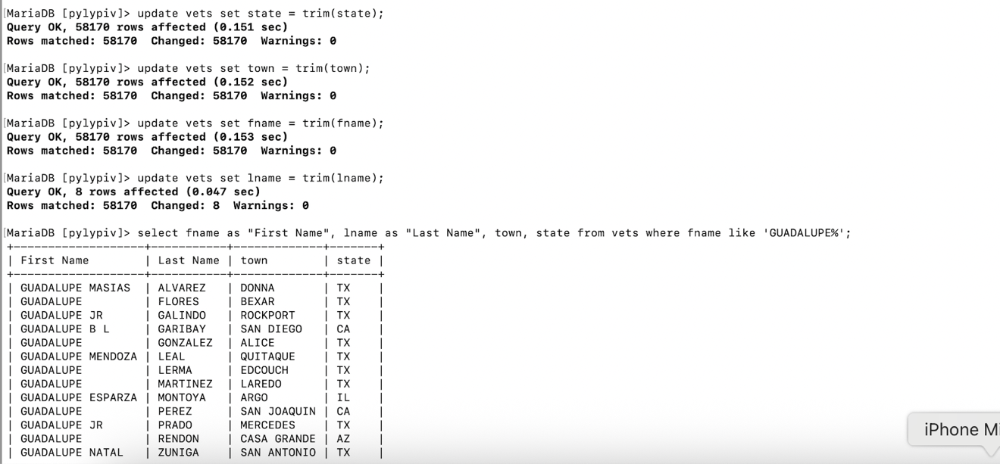 [MariaDB [pylypiv]> update vets set state = trim(state);
Query OK, 58170 rows affected (0.151 sec)
Rows matched: 58170  Changed: 58170  Warnings: 0
[MariaDB [pylypiv]> update vets set town = trim(town);
Query OK, 58170 rows affected (0.152 sec)
Rows matched: 58170  Changed: 58170  Warnings: 0
[MariaDB [pylypiv]> update vets set fname = trim(fname);
Query OK, 58170 rows affected (0.153 sec)
Rows matched: 58170  Changed: 58170  Warnings: 0
[MariaDB [pylypiv]> update vets set lname = trim(lname);
Query OK, 8 rows affected (0.047 sec)
Rows matched: 58170  Changed: 8  Warnings: 0
[MariaDB [pylypiv]> select fname as "First Name", lname as "Last Name", town, state from vets where fname like 'GUADALUPE%';
+-------------------+-----------+-------------+-------+
| First Name        | Last Name | town        | state |
+-------------------+-----------+-------------+-------+
| GUADALUPE MASIAS  | ALVAREZ   | DONNA       | TX    |
| GUADALUPE         | FLORES    | BEXAR       | TX    |
| GUADALUPE JR      | GALINDO   | ROCKPORT    | TX    |
| GUADALUPE B L     | GARIBAY   | SAN DIEGO   | CA    |
| GUADALUPE         | GONZALEZ  | ALICE       | TX    |
| GUADALUPE MENDOZA | LEAL      | QUITAQUE    | TX    |
| GUADALUPE         | LERMA     | EDCOUCH     | TX    |
| GUADALUPE         | MARTINEZ  | LAREDO      | TX    |
| GUADALUPE ESPARZA | MONTOYA   | ARGO        | IL    |
| GUADALUPE         | PEREZ     | SAN JOAQUIN | CA    |
| GUADALUPE JR      | PRADO     | MERCEDES    | TX    |
| GUADALUPE         | RENDON    | CASA GRANDE | AZ    |
| GUADALUPE NATAL   | ZUNIGA    | SAN ANTONIO | TX    |
iPhone Mi